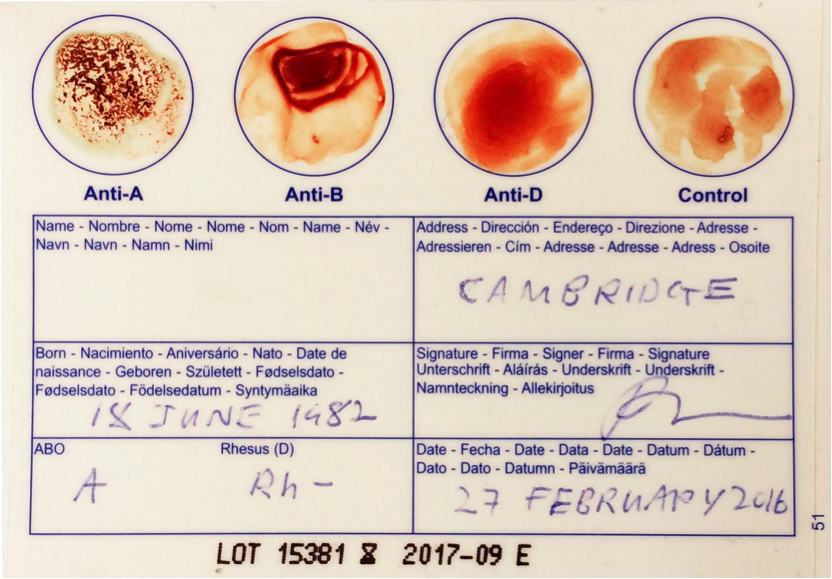 Anti-A Anti-B Anti-D Control
Name - Nombre - Nome - Nome - Nom - Name - Név -
Navn - Navn - Namn - Nimi
Address - Dirección - Endereço - Direzione - Adresse -
Adressieren - Cím - Adresse - Adresse - Adress - Osoite
CAMBRIDGE
Born - Nacimiento - Aniversário - Nato - Date de
naissance - Geboren - Született - Fødselsdato -
Fødselsdato - Födelsedatum - Syntymäaika
18 JUNE 1982
Signature - Firma - Signer - Firma - Signature
Unterschrift - Aláírás - Underskrift - Underskrift -
Namnteckning - Allekirjoitus
ABO Rhesus (D)
A Rh -
Date - Fecha - Date - Data - Date - Datum - Dátum -
Dato - Dato - Datumn - Päivämäärä
27 FEBRUARY 2016
51
LOT 15381 2017-09 E